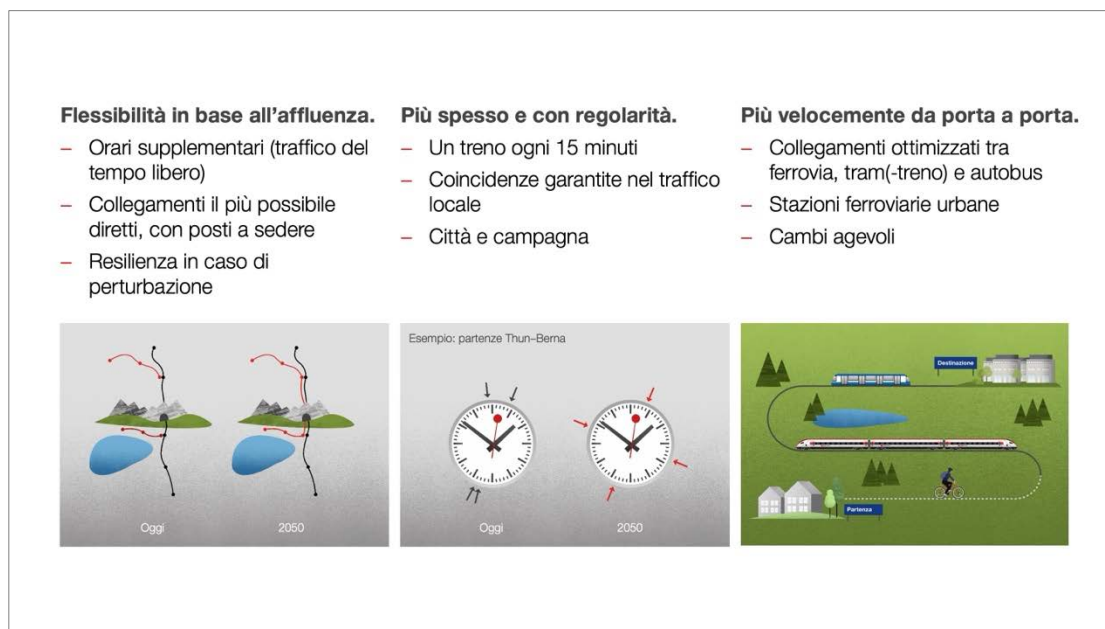 Flessibilità in base all'affluenza.
– Orari supplementari (traffico del
tempo libero)
– Collegamenti il più possibile
diretti, con posti a sedere
– Resilienza in caso di
perturbazione
Più spesso e con regolarità.
– Un treno ogni 15 minuti
– Coincidenze garantite nel traffico
locale
– Città e campagna
Più velocemente da porta a porta.
– Collegamenti ottimizzati tra
ferrovia, tram(-treno) e autobus
– Stazioni ferroviarie urbane
– Cambi agevoli
Oggi
2050
Esempio: partenze Thun–Berna
Oggi
2050
Destinazione
Partenza